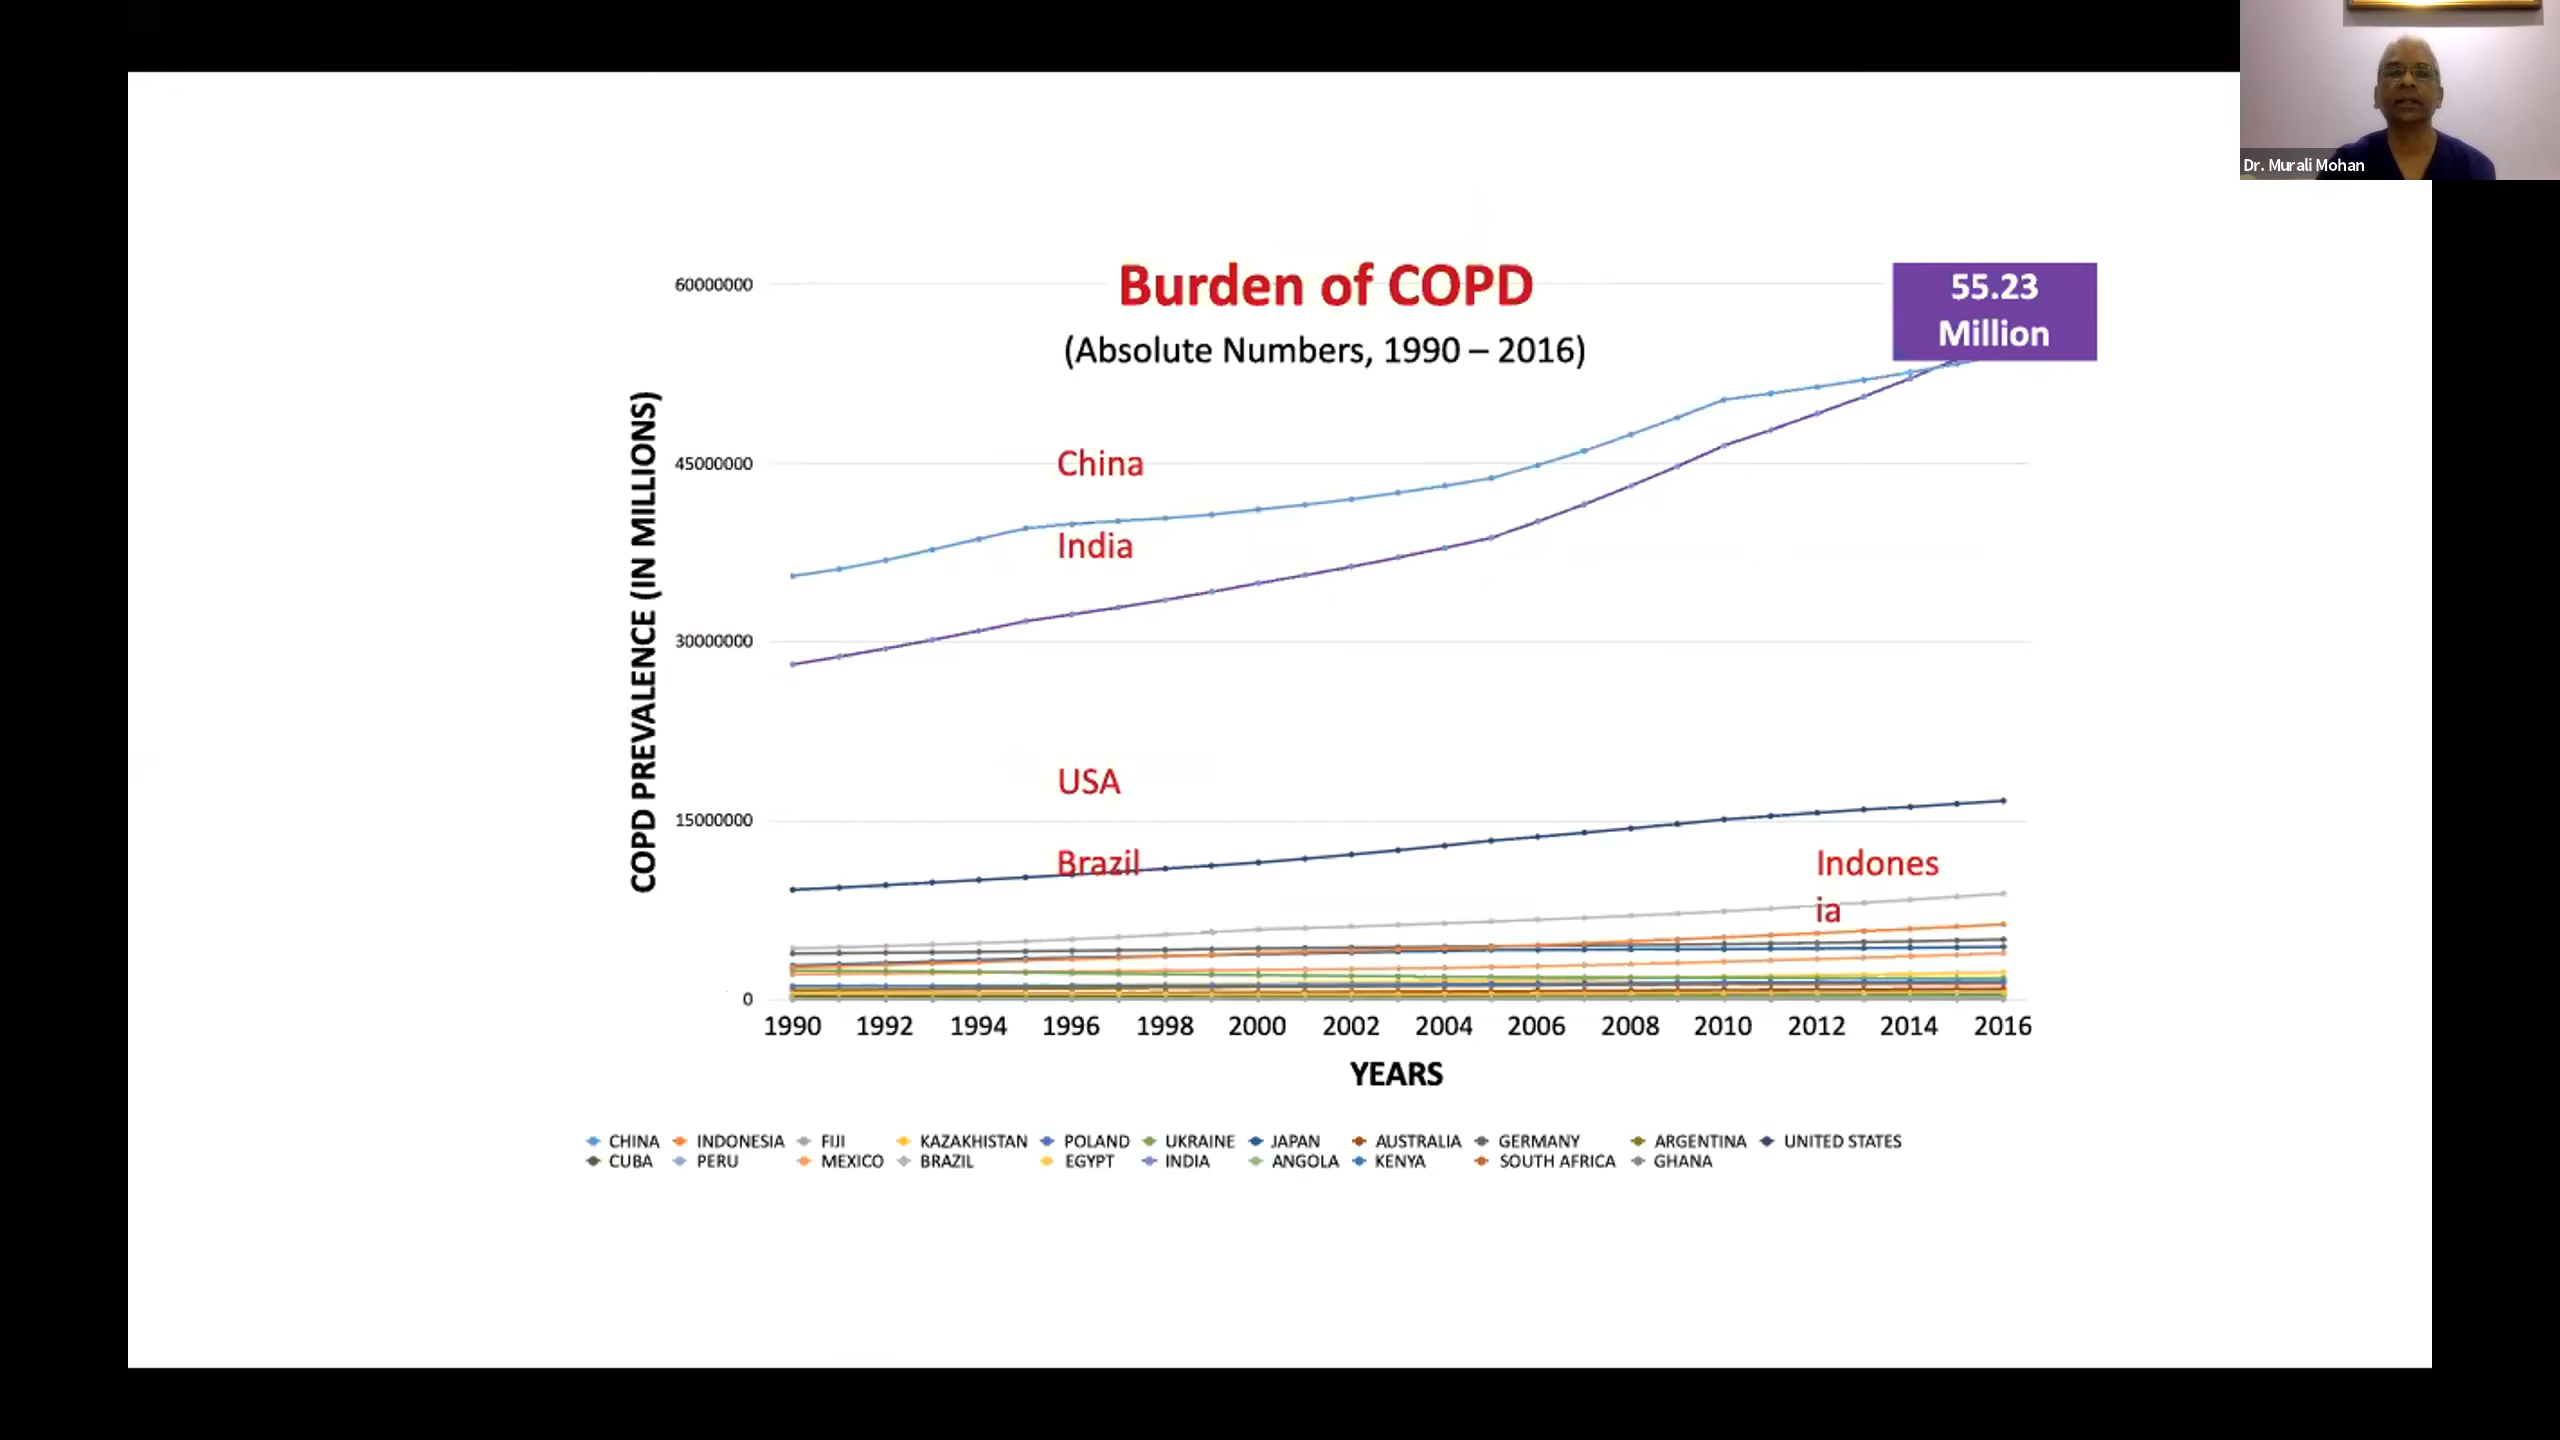 Dr. Murali Mohan
Burden of COPD
(Absolute Numbers, 1990 – 2016)
55.23
Million
COPD PREVALENCE (IN MILLIONS)
60000000
45000000
30000000
15000000
0
China
India
USA
Brazil
Indones
ia
1990 1992 1994 1996 1998 2000 2002 2004 2006 2008 2010 2012 2014 2016
YEARS
CHINA INDONESIA FIJI KAZAKHSTAN POLAND UKRAINE JAPAN AUSTRALIA GERMANY ARGENTINA UNITED STATES
CUBA PERU MEXICO BRAZIL EGYPT INDIA ANGOLA KENYA SOUTH AFRICA GHANA